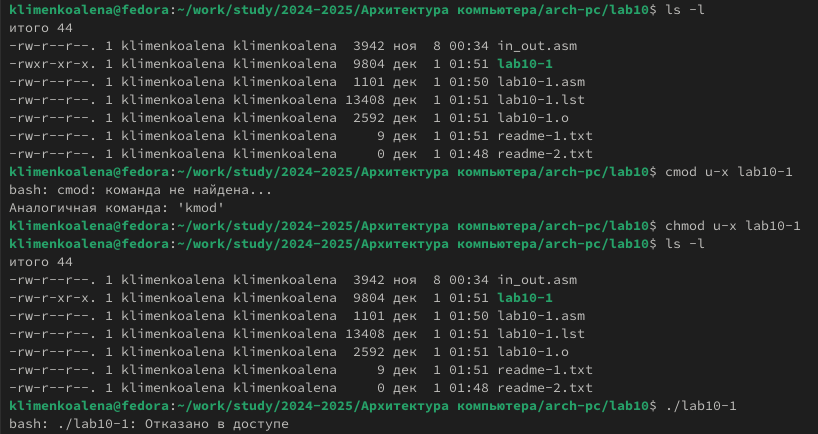 klimenkoalena@fedora:~/work/study/2024-2025/Архитектура компьютера/arch-pc/lab10$ ls -l
итого 44
-rw-r--r--. 1 klimenkoalena klimenkoalena  3942 ноя  8 00:34 in_out.asm
-rwxr-xr-x. 1 klimenkoalena klimenkoalena  9804 дек  1 01:51 lab10-1
-rw-r--r--. 1 klimenkoalena klimenkoalena  1101 дек  1 01:50 lab10-1.asm
-rw-r--r--. 1 klimenkoalena klimenkoalena 13408 дек  1 01:51 lab10-1.lst
-rw-r--r--. 1 klimenkoalena klimenkoalena  2592 дек  1 01:51 lab10-1.o
-rw-r--r--. 1 klimenkoalena klimenkoalena     9 дек  1 01:51 readme-1.txt
-rw-r--r--. 1 klimenkoalena klimenkoalena     0 дек  1 01:48 readme-2.txt
klimenkoalena@fedora:~/work/study/2024-2025/Архитектура компьютера/arch-pc/lab10$ cmod u-x lab10-1
bash: cmod: команда не найдена...
Аналогичная команда: 'kmod'
klimenkoalena@fedora:~/work/study/2024-2025/Архитектура компьютера/arch-pc/lab10$ chmod u-x lab10-1
klimenkoalena@fedora:~/work/study/2024-2025/Архитектура компьютера/arch-pc/lab10$ ls -l
итого 44
-rw-r--r--. 1 klimenkoalena klimenkoalena  3942 ноя  8 00:34 in_out.asm
-rw-r-xr-x. 1 klimenkoalena klimenkoalena  9804 дек  1 01:51 lab10-1
-rw-r--r--. 1 klimenkoalena klimenkoalena  1101 дек  1 01:50 lab10-1.asm
-rw-r--r--. 1 klimenkoalena klimenkoalena 13408 дек  1 01:51 lab10-1.lst
-rw-r--r--. 1 klimenkoalena klimenkoalena  2592 дек  1 01:51 lab10-1.o
-rw-r--r--. 1 klimenkoalena klimenkoalena     9 дек  1 01:51 readme-1.txt
-rw-r--r--. 1 klimenkoalena klimenkoalena     0 дек  1 01:48 readme-2.txt
klimenkoalena@fedora:~/work/study/2024-2025/Архитектура компьютера/arch-pc/lab10$ ./lab10-1
bash: ./lab10-1: Отказано в доступе